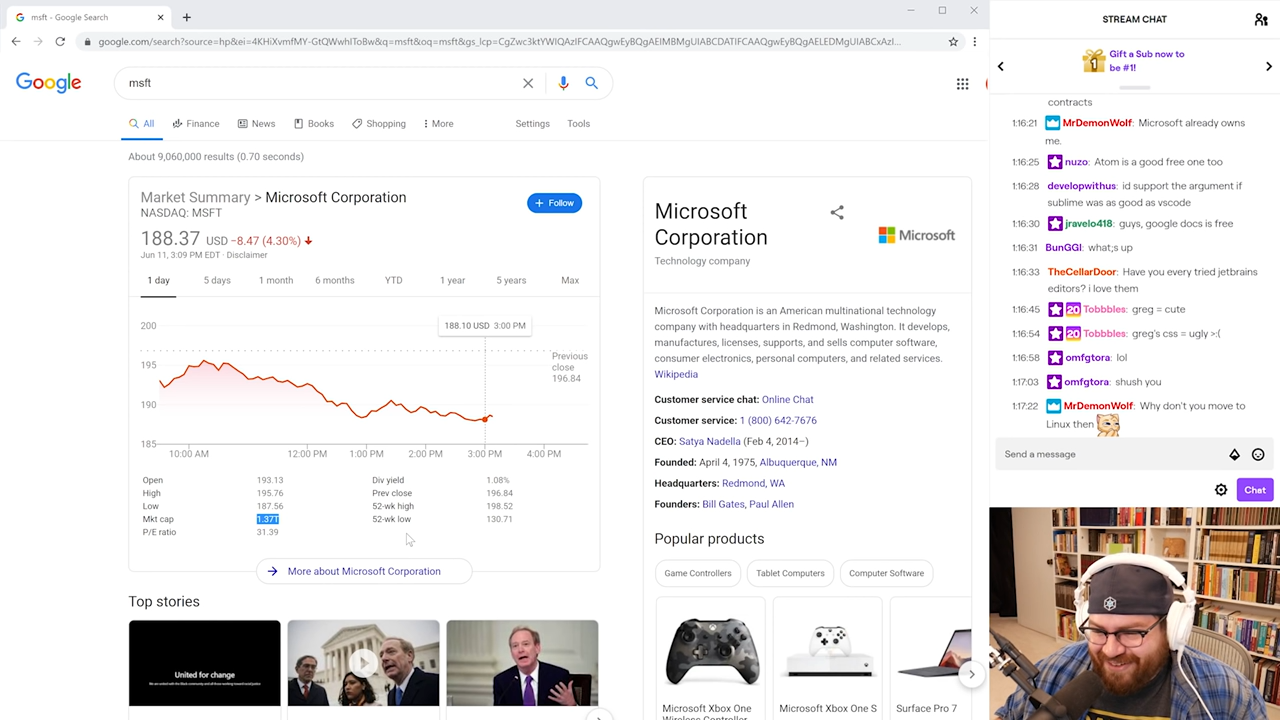 msft - Google Search
google.com/search?source=hp&ei=4KHiXvmfMY-GtQWwhIToBw&q=msft&oq=msft&gs_lcp=CgZwc3ktYWIQAzIFCAAQgwEyBQgAEIMBMgUIABCDATIFCAAQgwEyBQgAELEDMgUIABCxAzI...
Google
msft
All
Finance
News
Books
Shopping
More
Settings
Tools
About 9,060,000 results (0.70 seconds)
Market Summary > Microsoft Corporation
NASDAQ: MSFT
+ Follow
188.37 USD −8.47 (4.30%)
Jun 11, 3:09 PM EDT · Disclaimer
1 day 5 days 1 month 6 months YTD 1 year 5 years Max
200
188.10 USD 3:00 PM
195
Previous
close
196.84
190
185
10:00 AM 12:00 PM 1:00 PM 2:00 PM 3:00 PM 4:00 PM
Open 193.13 Div yield 1.08%
High 195.76 Prev close 196.84
Low 187.56 52-wk high 198.52
Mkt cap 1.37T 52-wk low 130.71
P/E ratio 31.39
More about Microsoft Corporation
Top stories
United for change
Microsoft
Corporation
Microsoft
Technology company
Microsoft Corporation is an American multinational technology
company with headquarters in Redmond, Washington. It develops,
manufactures, licenses, supports, and sells computer software,
consumer electronics, personal computers, and related services.
Wikipedia
Customer service chat: Online Chat
Customer service: 1 (800) 642-7676
CEO: Satya Nadella (Feb 4, 2014–)
Founded: April 4, 1975, Albuquerque, NM
Headquarters: Redmond, WA
Founders: Bill Gates, Paul Allen
Popular products
Game Controllers
Tablet Computers
Computer Software
Microsoft Xbox One
Wireless Controller
Microsoft Xbox One S
Surface Pro 7
STREAM CHAT
1
Gift a Sub now to
be #1!
contracts
1:16:21 MrDemonWolf: Microsoft already owns
me.
1:16:25 nuzo: Atom is a good free one too
1:16:28 developwithus: id support the argument if
sublime was as good as vscode
1:16:30 jravelo418: guys, google docs is free
1:16:31 BunGGl: what;s up
1:16:33 TheCellarDoor: Have you every tried jetbrains
editors? i love them
1:16:45 20 Tobbbles: greg = cute
1:16:54 20 Tobbbles: greg's css = ugly >:(
1:16:58 omfgtora: lol
1:17:03 omfgtora: shush you
1:17:22 MrDemonWolf: Why don't you move to
Linux then
Send a message
Chat